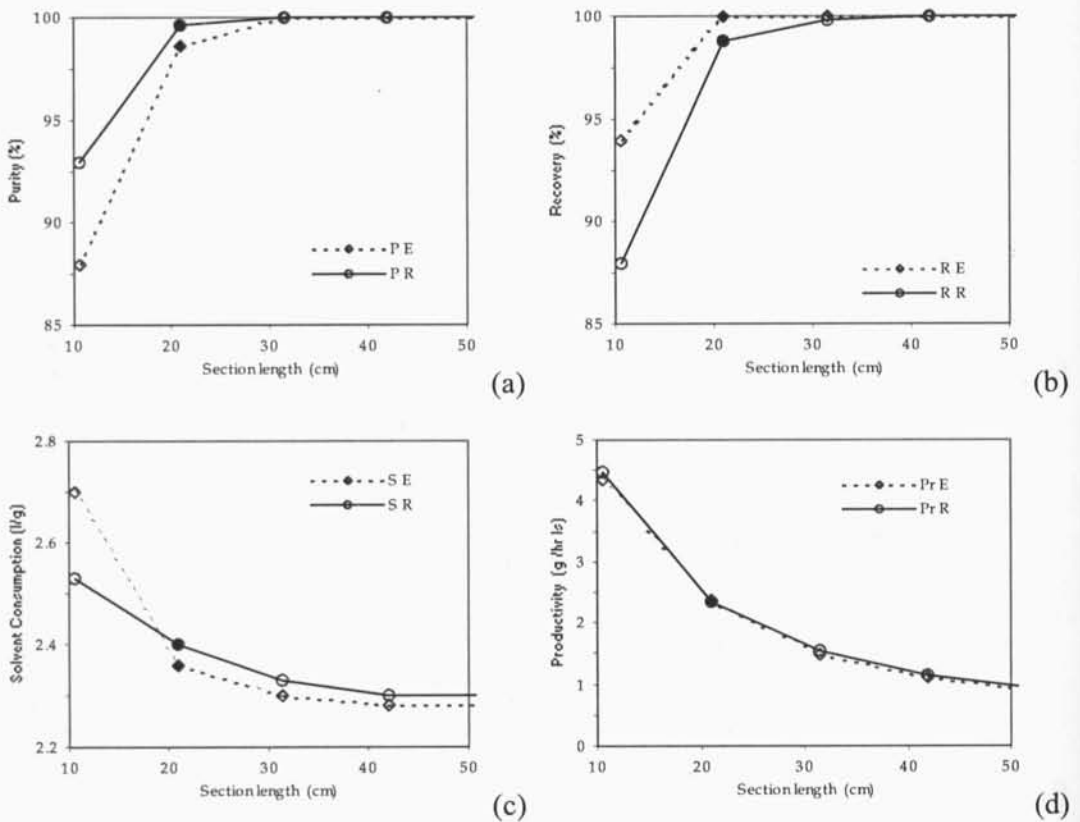 100
95
90
85
Purity (%)
P E
P R
10 20 30 40 50
Section length (cm)
(a)
100
95
90
85
Recovery (%)
R E
R R
10 20 30 40 50
Section length (cm)
(b)
2.8
2.6
2.4
2.2
Solvent Consumption (l/g)
S E
S R
10 20 30 40 50
Section length (cm)
(c)
5
4
3
2
1
0
Productivity (g /hr ls)
Pr E
Pr R
10 20 30 40 50
Section length (cm)
(d)